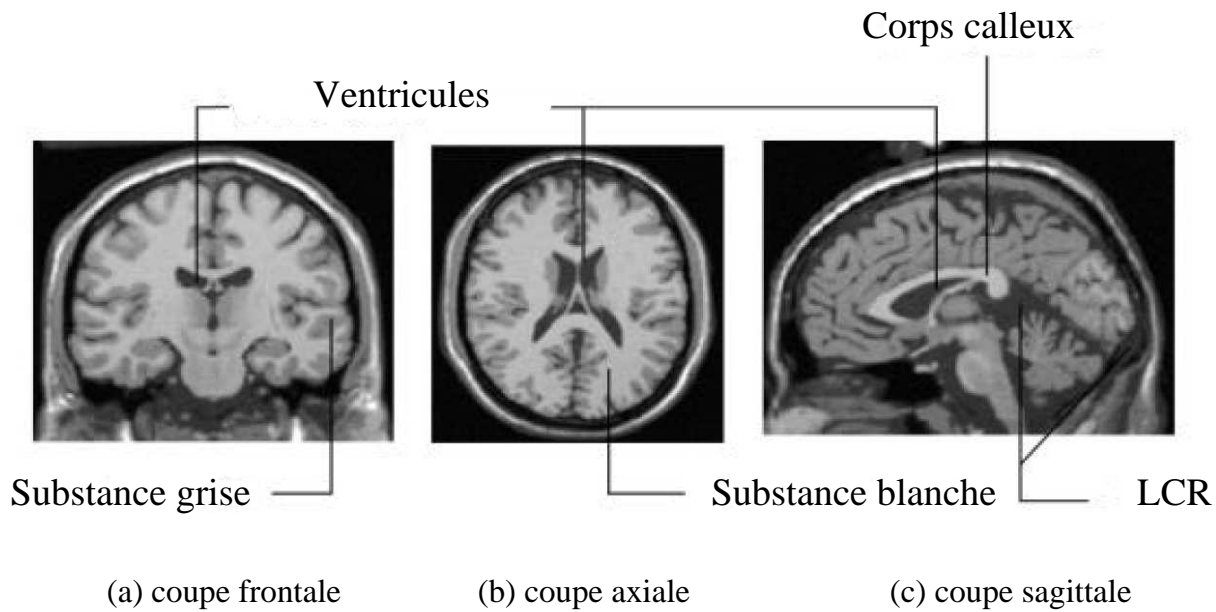 Corps calleux
Ventricules
Substance grise
Substance blanche
LCR
(a) coupe frontale
(b) coupe axiale
(c) coupe sagittale